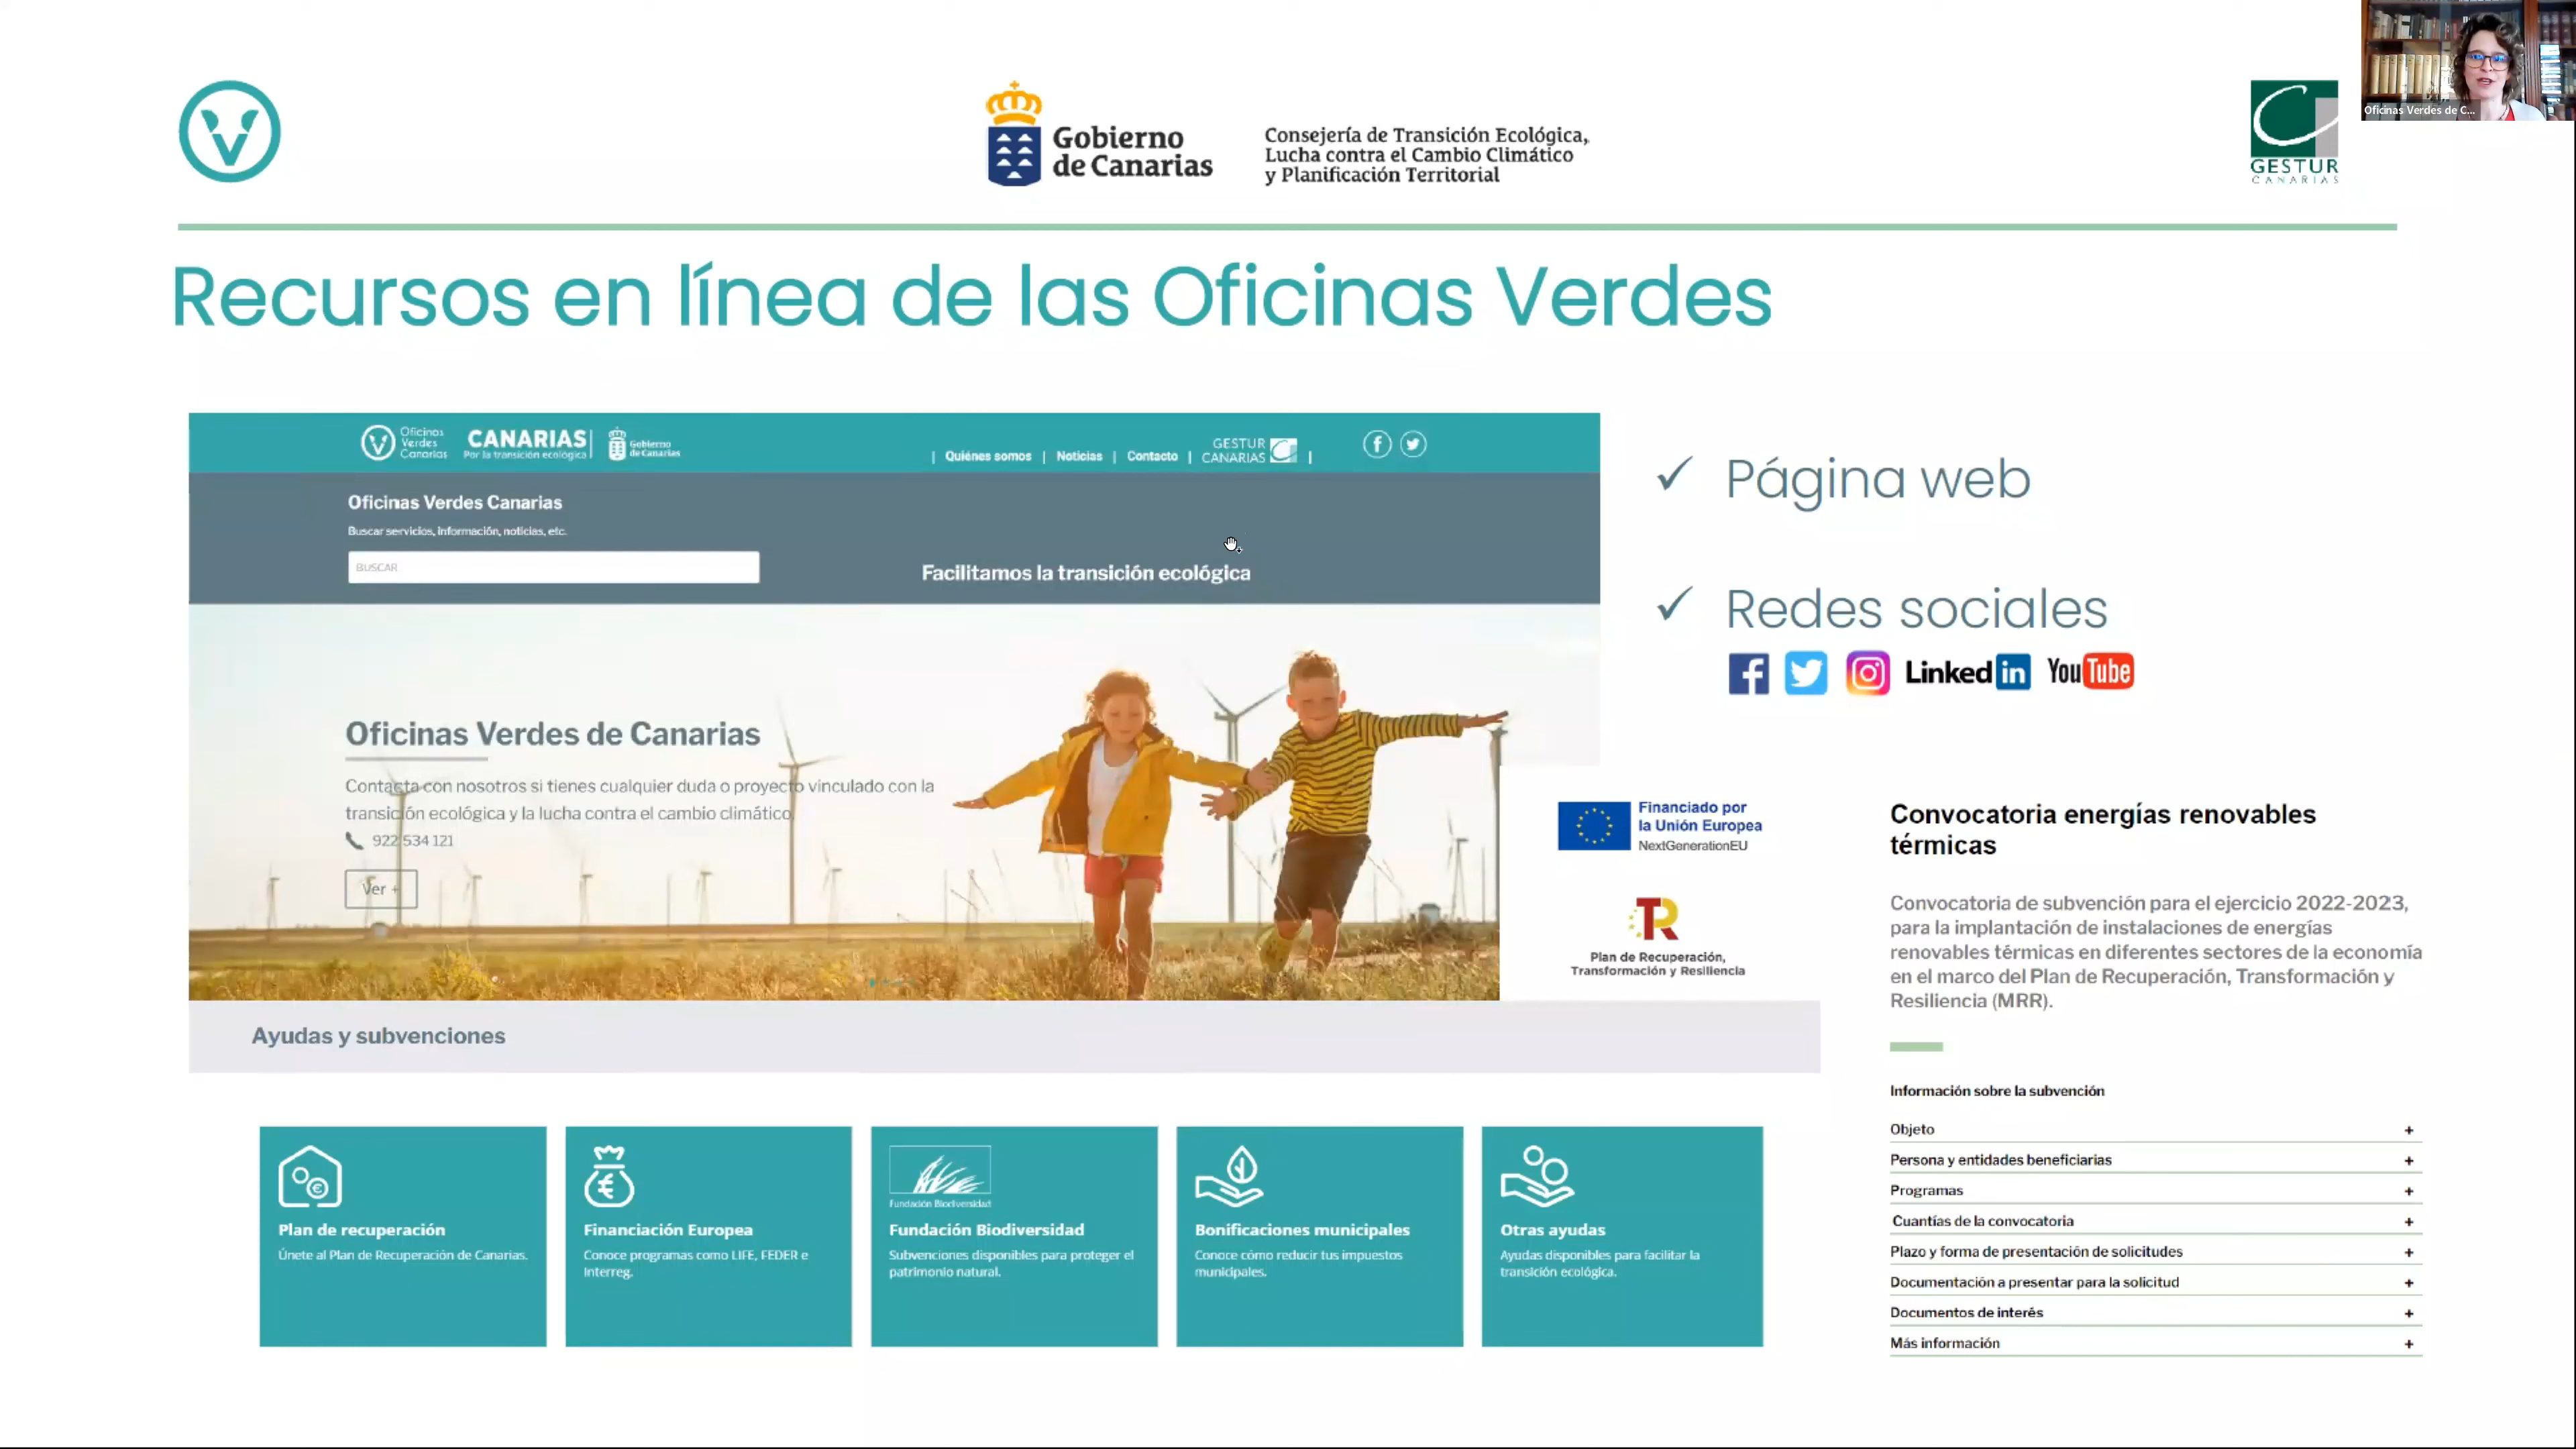 Gobierno
de Canarias
Consejería de Transición Ecológica,
Lucha contra el Cambio Climático
y Planificación Territorial
GESTUR
CANARIAS
Oficinas Verdes de C...
Recursos en línea de las Oficinas Verdes
Oficinas
Verdes
Canarias
CANARIAS
Por la transición ecológica
Gobierno
de Canarias
| Quiénes somos | Noticias | Contacto |
GESTUR
CANARIAS
|
Oficinas Verdes Canarias
Buscar servicios, información, noticias, etc.
BUSCAR
Facilitamos la transición ecológica
Oficinas Verdes de Canarias
Contacta con nosotros si tienes cualquier duda o proyecto vinculado con la
transición ecológica y la lucha contra el cambio climático.
922 534 121
Ver +
✓ Página web
✓ Redes sociales
Linked in YouTube
Financiado por
la Unión Europea
NextGenerationEU
TR
Plan de Recuperación,
Transformación y Resiliencia
Ayudas y subvenciones
Plan de recuperación
Únete al Plan de Recuperación de Canarias.
Financiación Europea
Conoce programas como LIFE, FEDER e
Interreg.
Fundación Biodiversidad
Fundación Biodiversidad
Subvenciones disponibles para proteger el
patrimonio natural.
Bonificaciones municipales
Conoce cómo reducir tus impuestos
municipales.
Otras ayudas
Ayudas disponibles para facilitar la
transición ecológica.
Convocatoria energías renovables
térmicas
Convocatoria de subvención para el ejercicio 2022-2023,
para la implantación de instalaciones de energías
renovables térmicas en diferentes sectores de la economía
en el marco del Plan de Recuperación, Transformación y
Resiliencia (MRR).
Información sobre la subvención
Objeto +
Persona y entidades beneficiarias +
Programas +
Cuantías de la convocatoria +
Plazo y forma de presentación de solicitudes +
Documentación a presentar para la solicitud +
Documentos de interés +
Más información +